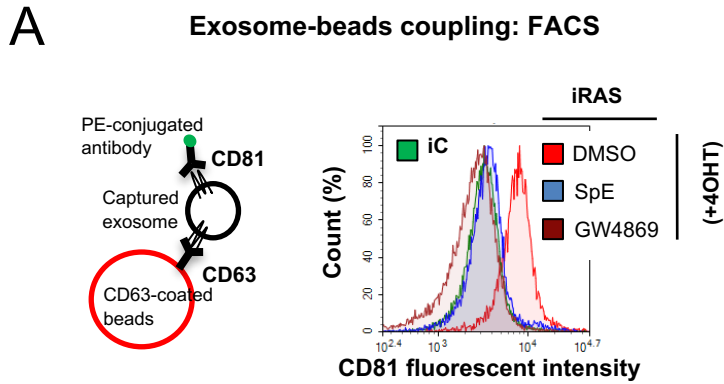 A
Exosome-beads coupling: FACS
PE-conjugated
antibody
CD81
Captured
exosome
CD63
CD63-coated
beads
iRAS
iC
DMSO
SpE
GW4869
(+4OHT)
Count (%)
100
80
60
40
20
0
10^2.4 10^3 10^4 10^4.7
CD81 fluorescent intensity